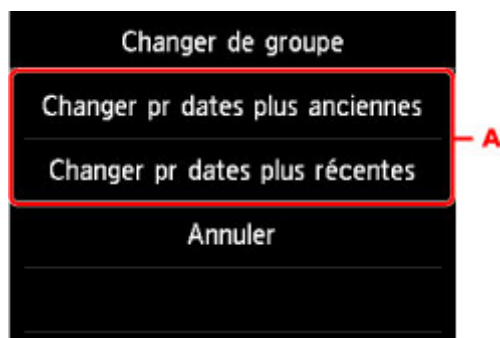 Changer de groupe
Changer pr dates plus anciennes
A
Changer pr dates plus récentes
Annuler